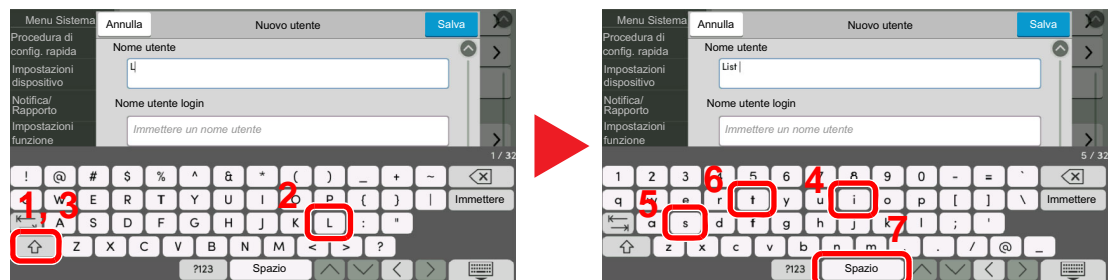 Menu Sistema
Annulla
Nuovo utente
Salva
Procedura di
config. rapida
Nome utente
Impostazioni
dispositivo
L
Notifica/
Rapporto
Nome utente login
Impostazioni
funzione
Immettere un nome utente
1 / 32
! @ # $ % ^ & * ( ) _ + ~
W E R T Y U I O P { } | Immettere
1, 3
2
A S D F G H J K L : "
Z X C V B N M < > ?
?123
Spazio
Menu Sistema
Annulla
Nuovo utente
Salva
Procedura di
config. rapida
Nome utente
Impostazioni
dispositivo
List
Notifica/
Rapporto
Nome utente login
Impostazioni
funzione
Immettere un nome utente
5 / 32
1 2 3 5 6 7 8 9 0 - = `
6
4
q w e r t y u i o p [ ] \ Immettere
5
7
a s d f g h j k l ; '
z x c v b n m , . / @ _
?123
Spazio